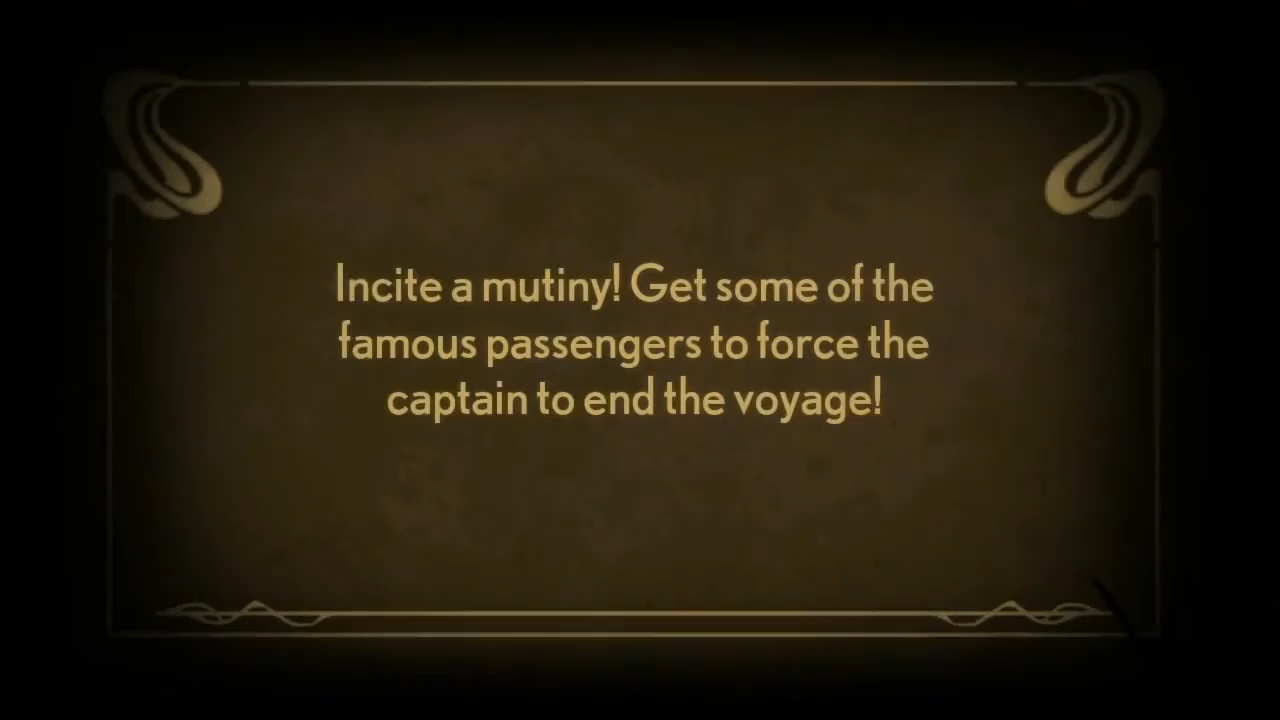 Incite a mutiny! Get some of the
famous passengers to force the
captain to end the voyage!